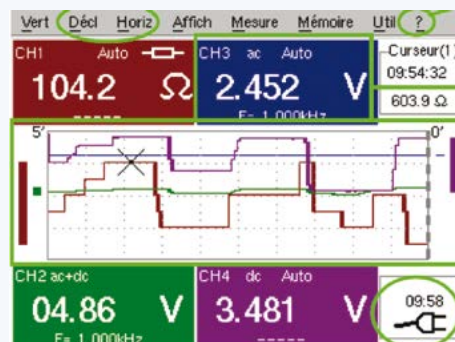 Vert Décl Horiz Affich Mesure Mémoire Util ?
CH1 Auto
104.2 Ω
-----
CH3 ac Auto
2.452 V
F= 1.000kHz
Curseur(1)
09:54:32
603.9 Ω
5' 0'
CH2 ac+dc
04.86 V
F= 1.000kHz
CH4 dc Auto
3.481 V
-----
09:58